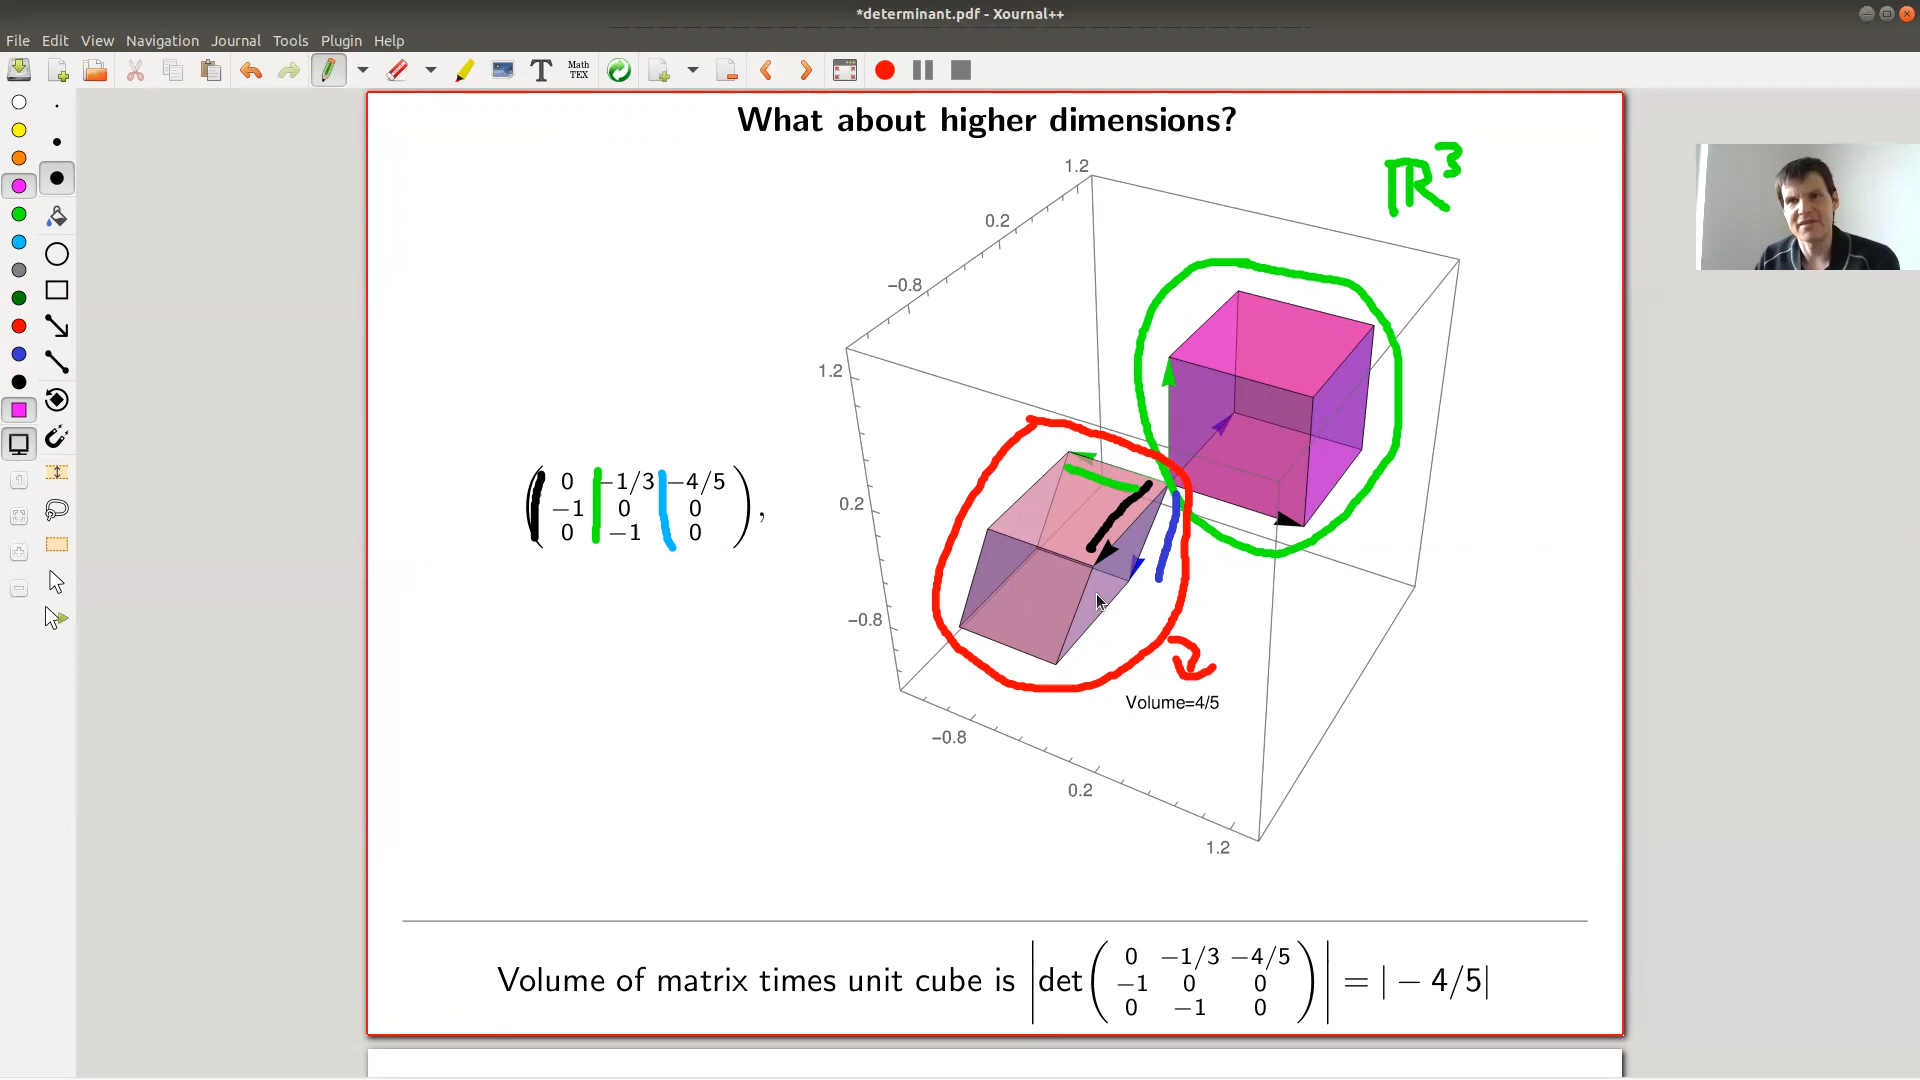 *determinant.pdf - Xournal++
File Edit View Navigation Journal Tools Plugin Help
Math
TEX
What about higher dimensions?
ℝ³
1.2
0.2
−0.8
1.2
0.2
−0.8
−0.8
0.2
1.2
( 0 −1/3 −4/5
−1 0 0
0 −1 0 ),
Volume=4/5
Volume of matrix times unit cube is |det( 0 −1/3 −4/5
−1 0 0
0 −1 0 )| = | − 4/5|